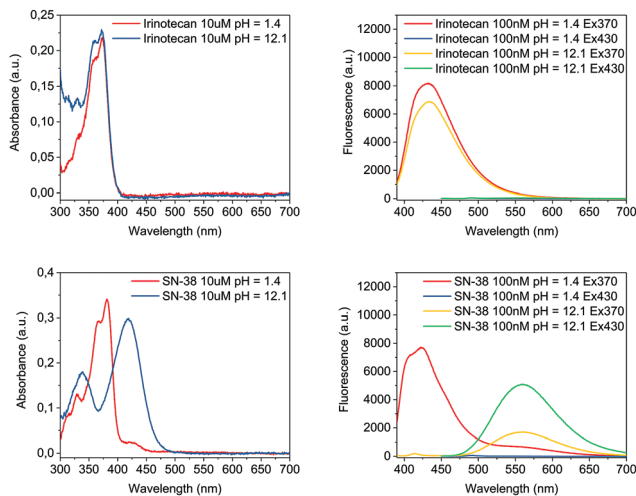 Irinotecan 10uM pH = 1.4
Irinotecan 10uM pH = 12.1
0,25
0,20
0,15
0,10
0,05
0,00
Absorbance (a.u.)
300 350 400 450 500 550 600 650 700
Wavelength (nm)
Irinotecan 100nM pH = 1.4 Ex370
Irinotecan 100nM pH = 1.4 Ex430
Irinotecan 100nM pH = 12.1 Ex370
Irinotecan 100nM pH = 12.1 Ex430
12000
10000
8000
6000
4000
2000
0
Fluorescence (a.u.)
400 450 500 550 600 650 700
Wavelength (nm)
SN-38 10uM pH = 1.4
SN-38 10uM pH = 12.1
0,4
0,3
0,2
0,1
0,0
Absorbance (a.u.)
300 350 400 450 500 550 600 650 700
Wavelength (nm)
SN-38 100nM pH = 1.4 Ex370
SN-38 100nM pH = 1.4 Ex430
SN-38 100nM pH = 12.1 Ex370
SN-38 100nM pH = 12.1 Ex430
12000
10000
8000
6000
4000
2000
0
Fluorescence (a.u.)
400 450 500 550 600 650 700
Wavelength (nm)